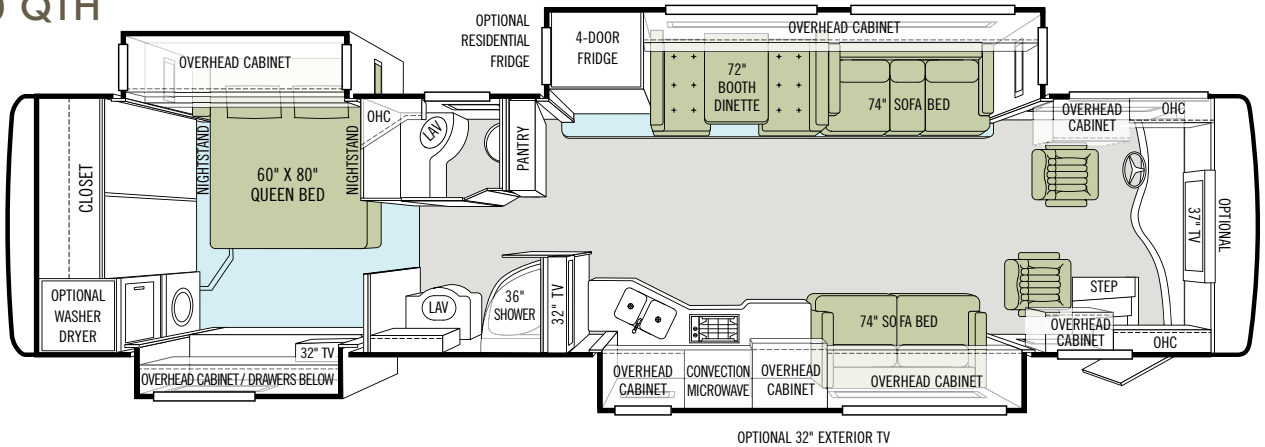 QTH
OPTIONAL
RESIDENTIAL
FRIDGE
4-DOOR
FRIDGE
OVERHEAD CABINET
OVERHEAD CABINET
72"
BOOTH
DINETTE
74" SOFA BED
OVERHEAD
CABINET
OHC
CLOSET
NIGHTSTAND
60" X 80"
QUEEN BED
NIGHTSTAND
OHC
LAV
PANTRY
37" TV
OPTIONAL
OPTIONAL
WASHER
DRYER
LAV
36"
SHOWER
32" TV
74" SOFA BED
STEP
OVERHEAD
CABINET
OHC
32" TV
OVERHEAD CABINET / DRAWERS BELOW
OVERHEAD
CABINET
CONVECTION
MICROWAVE
OVERHEAD
CABINET
OVERHEAD CABINET
OPTIONAL 32" EXTERIOR TV